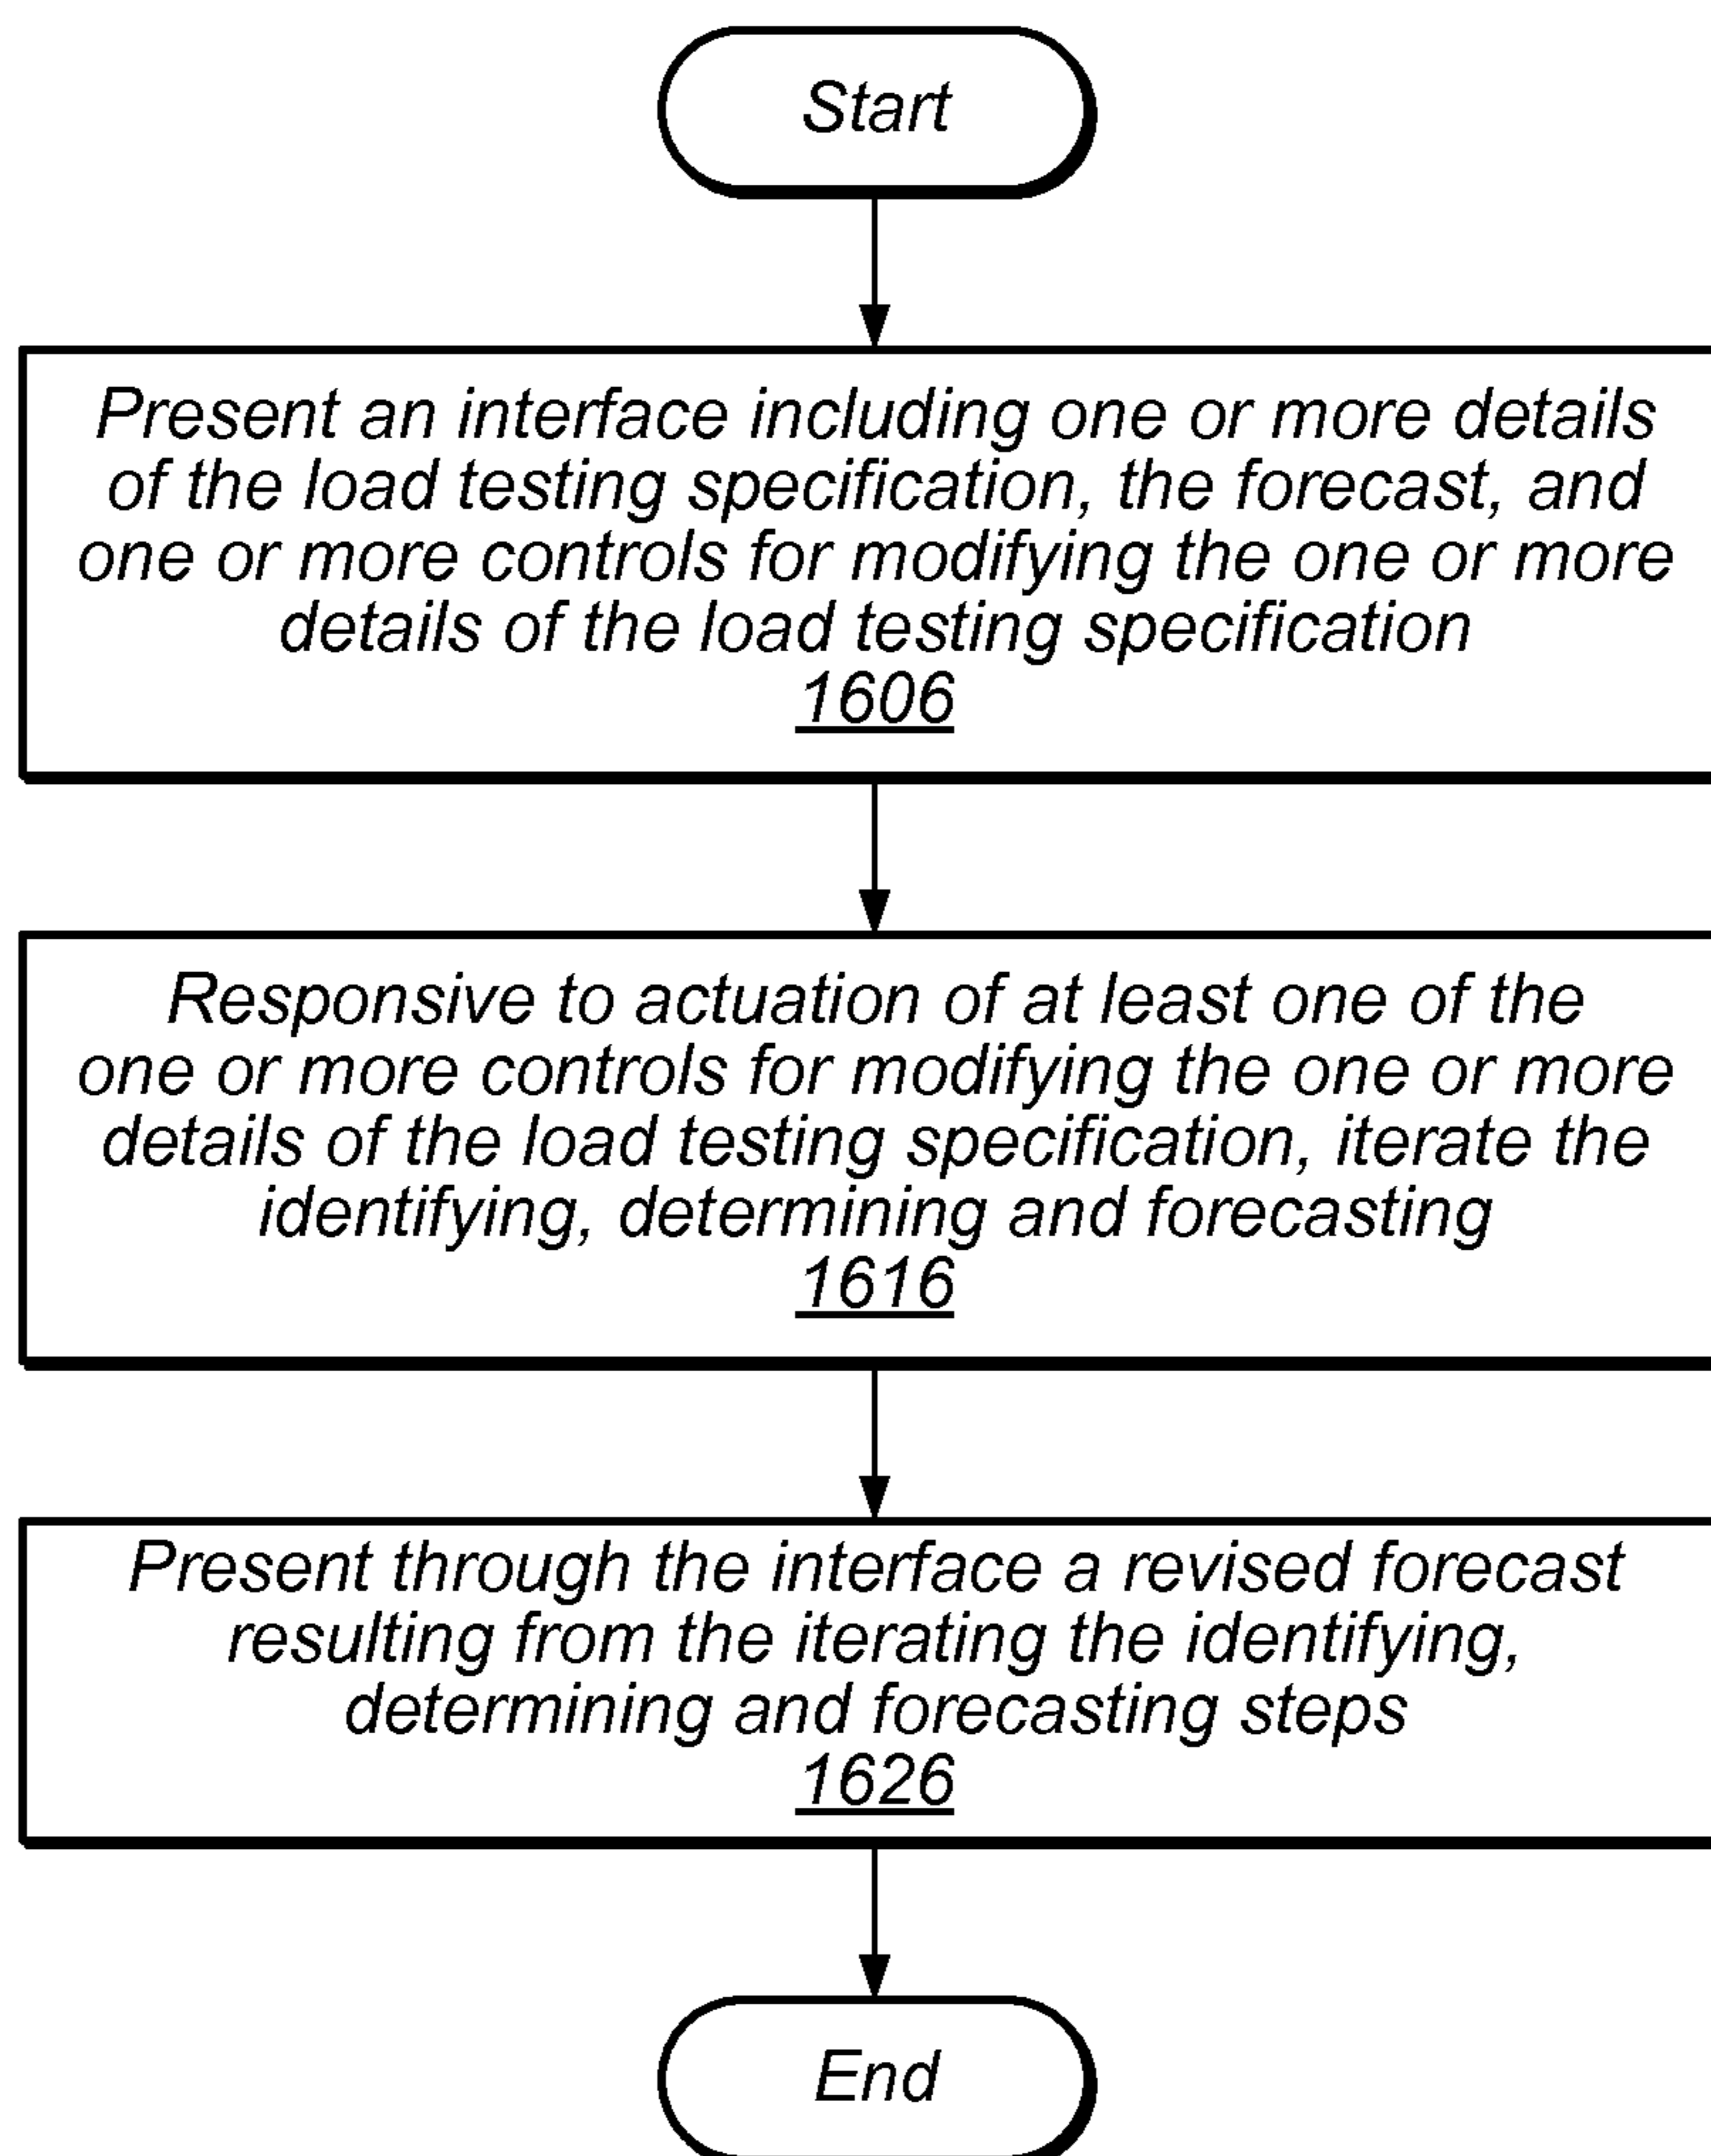 Start
Present an interface including one or more details
of the load testing specification, the forecast, and
one or more controls for modifying the one or more
details of the load testing specification
1606
Responsive to actuation of at least one of the
one or more controls for modifying the one or more
details of the load testing specification, iterate the
identifying, determining and forecasting
1616
Present through the interface a revised forecast
resulting from the iterating the identifying,
determining and forecasting steps
1626
End